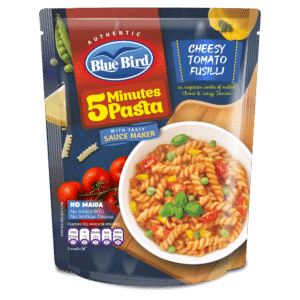 AUTHENTIC
Blue Bird
5 Minutes
Pasta
WITH TASTY
SAUCE MAKER
CHEESY
TOMATO
FUSILLI
NO MAIDA
No Added MSG
No Artificial Flavour